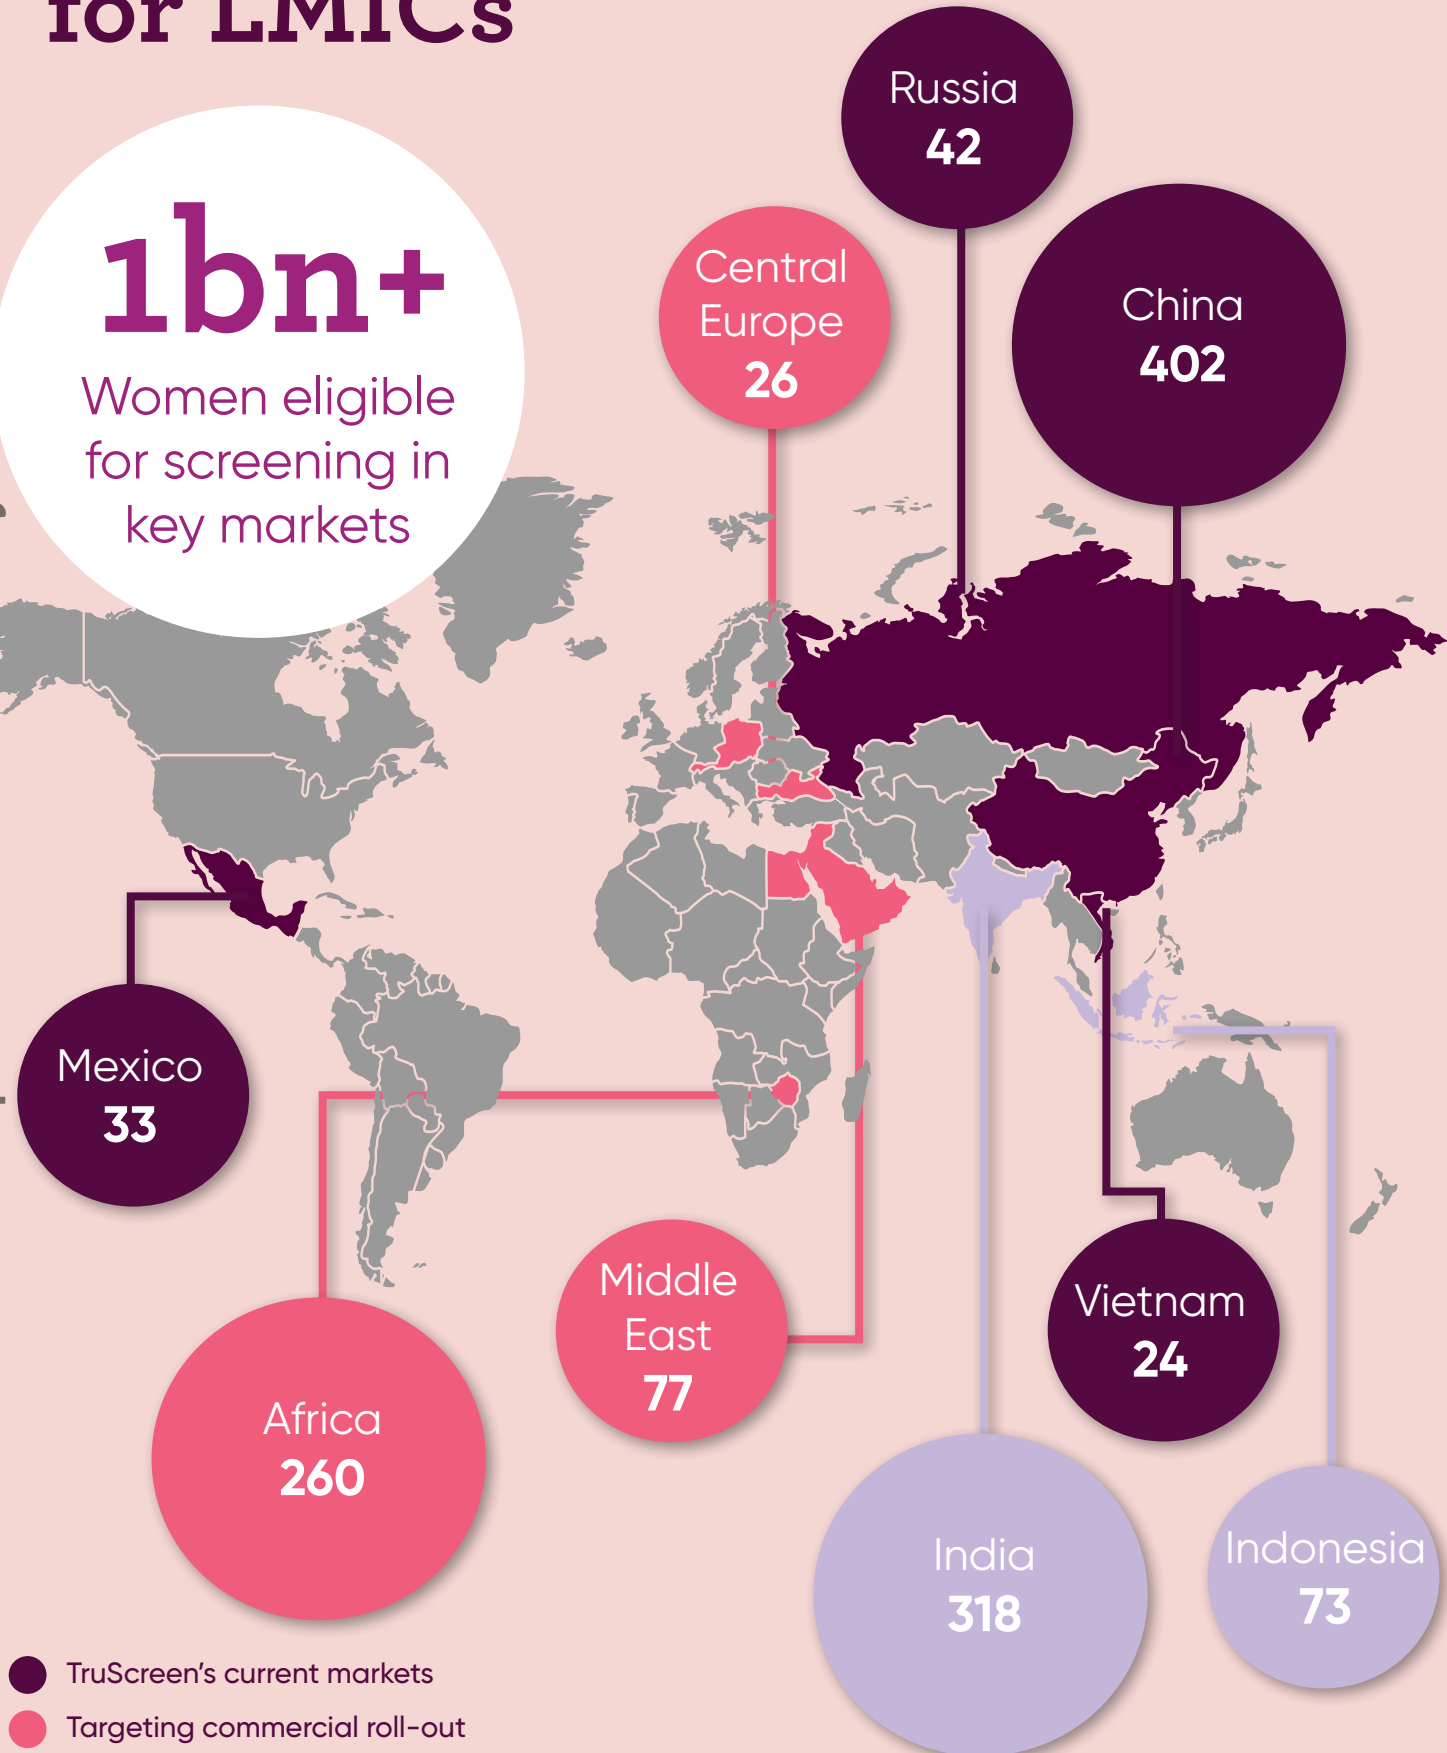 for LMICs
1bn+
Women eligible
for screening in
key markets
Russia
42
Central
Europe
26
China
402
Mexico
33
Middle
East
77
Vietnam
24
Africa
260
India
318
Indonesia
73
TruScreen's current markets
Targeting commercial roll-out